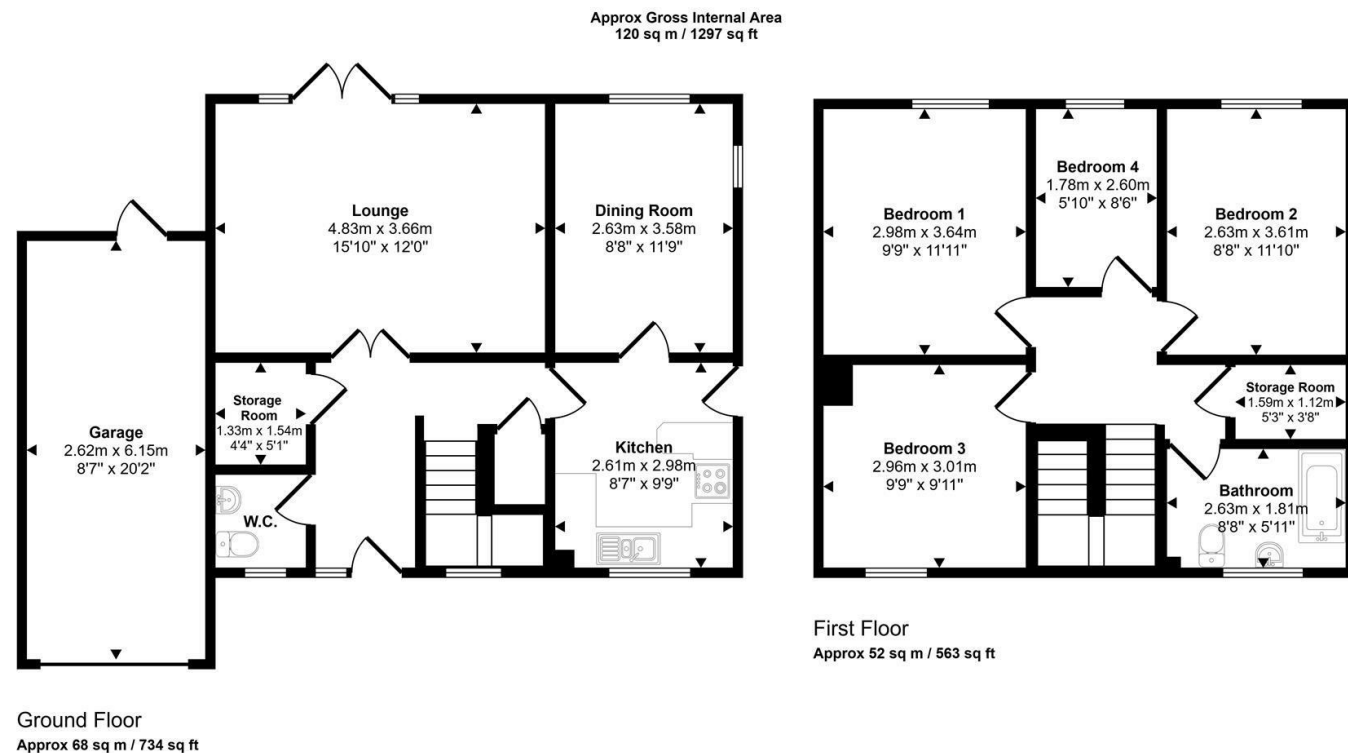 Approx Gross Internal Area
120 sq m / 1297 sq ft
Lounge
4.83m x 3.66m
15'10" x 12'0"
Dining Room
2.63m x 3.58m
8'8" x 11'9"
Storage
Room
1.33m x 1.54m
4'4" x 5'1"
Garage
2.62m x 6.15m
8'7" x 20'2"
W.C.
Kitchen
2.61m x 2.98m
8'7" x 9'9"
Ground Floor
Approx 68 sq m / 734 sq ft
Bedroom 1
2.98m x 3.64m
9'9" x 11'11"
Bedroom 4
1.78m x 2.60m
5'10" x 8'6"
Bedroom 2
2.63m x 3.61m
8'8" x 11'10"
Bedroom 3
2.96m x 3.01m
9'9" x 9'11"
Storage Room
1.59m x 1.12m
5'3" x 3'8"
Bathroom
2.63m x 1.81m
8'8" x 5'11"
First Floor
Approx 52 sq m / 563 sq ft